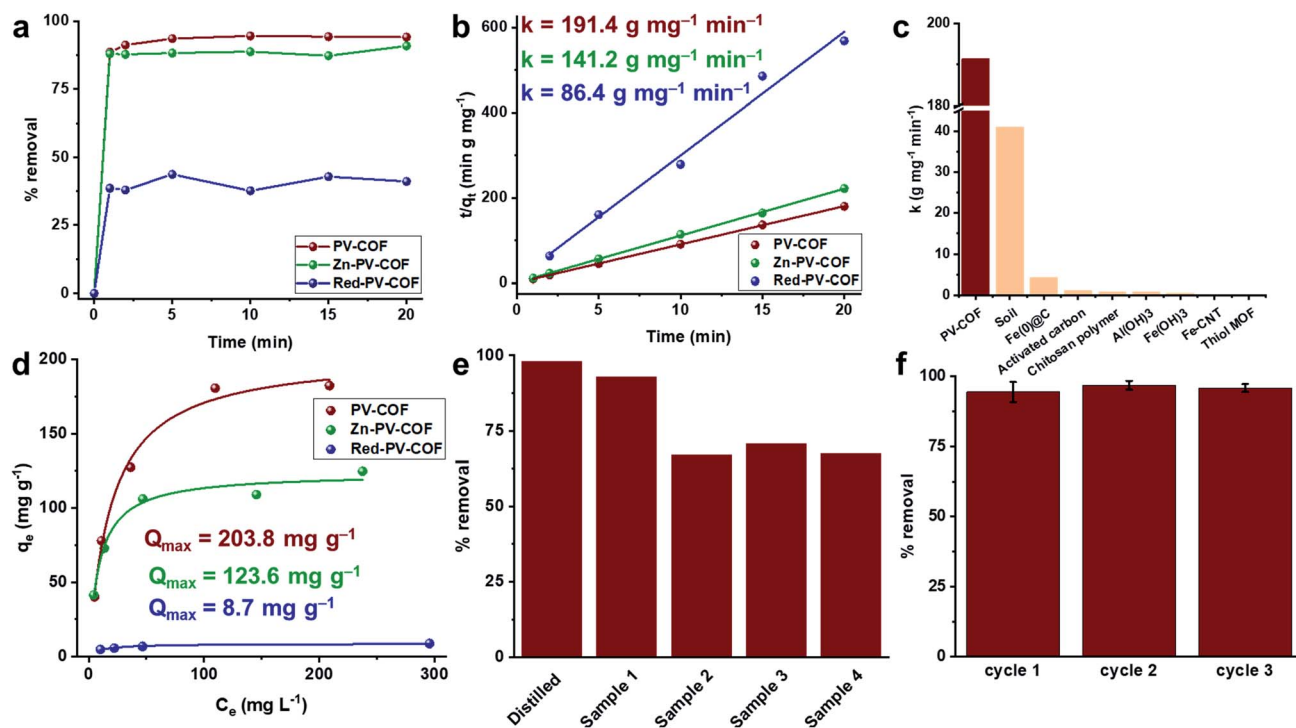 a
% removal
100
75
50
25
0
0
5
10
15
20
Time (min)
PV-COF
Zn-PV-COF
Red-PV-COF
b
t/qt (min g mg⁻¹)
600
400
200
0
0
5
10
15
20
Time (min)
k = 191.4 g mg⁻¹ min⁻¹
k = 141.2 g mg⁻¹ min⁻¹
k = 86.4 g mg⁻¹ min⁻¹
PV-COF
Zn-PV-COF
Red-PV-COF
c
k (g mg⁻¹ min⁻¹)
200
180
40
30
20
10
5
0
PV-COF
Soil
Fe(0)@C
Activated carbon
Chitosan polymer
Al(OH)3
Fe(OH)3
Fe-CNT
Thiol MOF
d
qe (mg g⁻¹)
200
150
100
50
0
0
100
200
300
Ce (mg L⁻¹)
PV-COF
Zn-PV-COF
Red-PV-COF
Qmax = 203.8 mg g⁻¹
Qmax = 123.6 mg g⁻¹
Qmax = 8.7 mg g⁻¹
e
% removal
100
75
50
25
0
Distilled
Sample 1
Sample 2
Sample 3
Sample 4
f
% removal
100
75
50
25
0
cycle 1
cycle 2
cycle 3